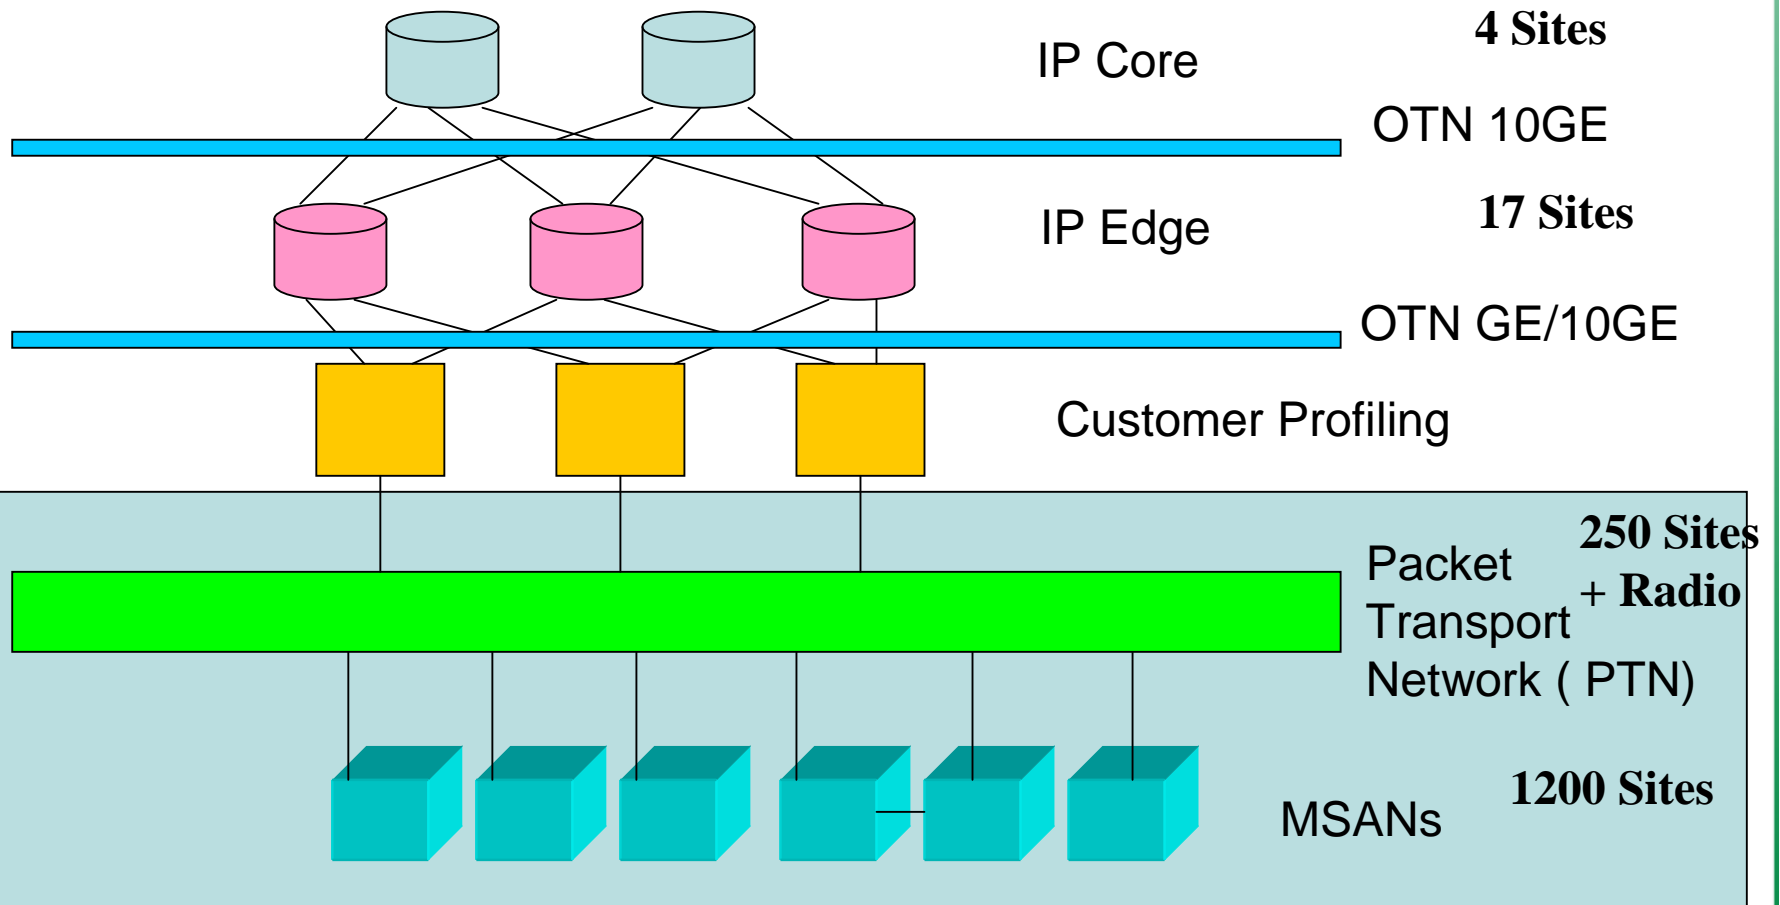 IP Core
4 Sites
OTN 10GE
IP Edge
17 Sites
OTN GE/10GE
Customer Profiling
250 Sites
+ Radio
Packet
Transport
Network ( PTN)
MSANs
1200 Sites